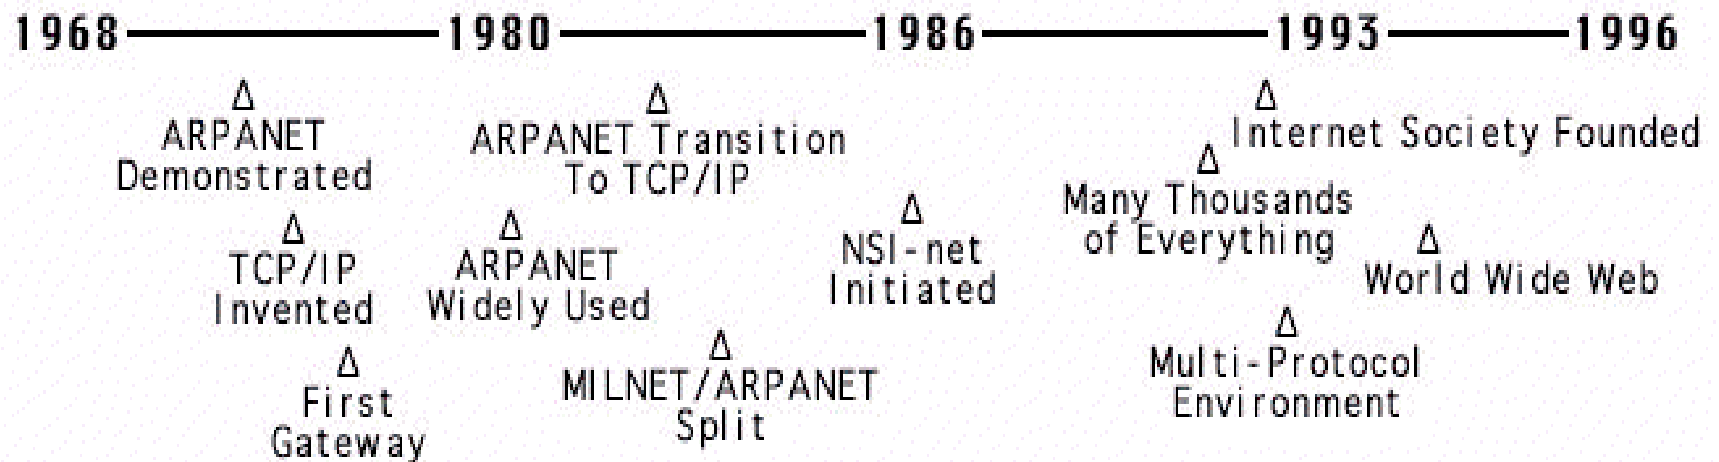 1968 1980 1986 1993 1996
Δ
ARPANET
Demonstrated
Δ
TCP/IP
Invented
Δ
First
Gateway
Δ
ARPANET Transition
To TCP/IP
Δ
ARPANET
Widely Used
Δ
MILNET/ARPANET
Split
Δ
NSI-net
Initiated
Δ
Internet Society Founded
Δ
Many Thousands
of Everything
Δ
World Wide Web
Δ
Multi-Protocol
Environment